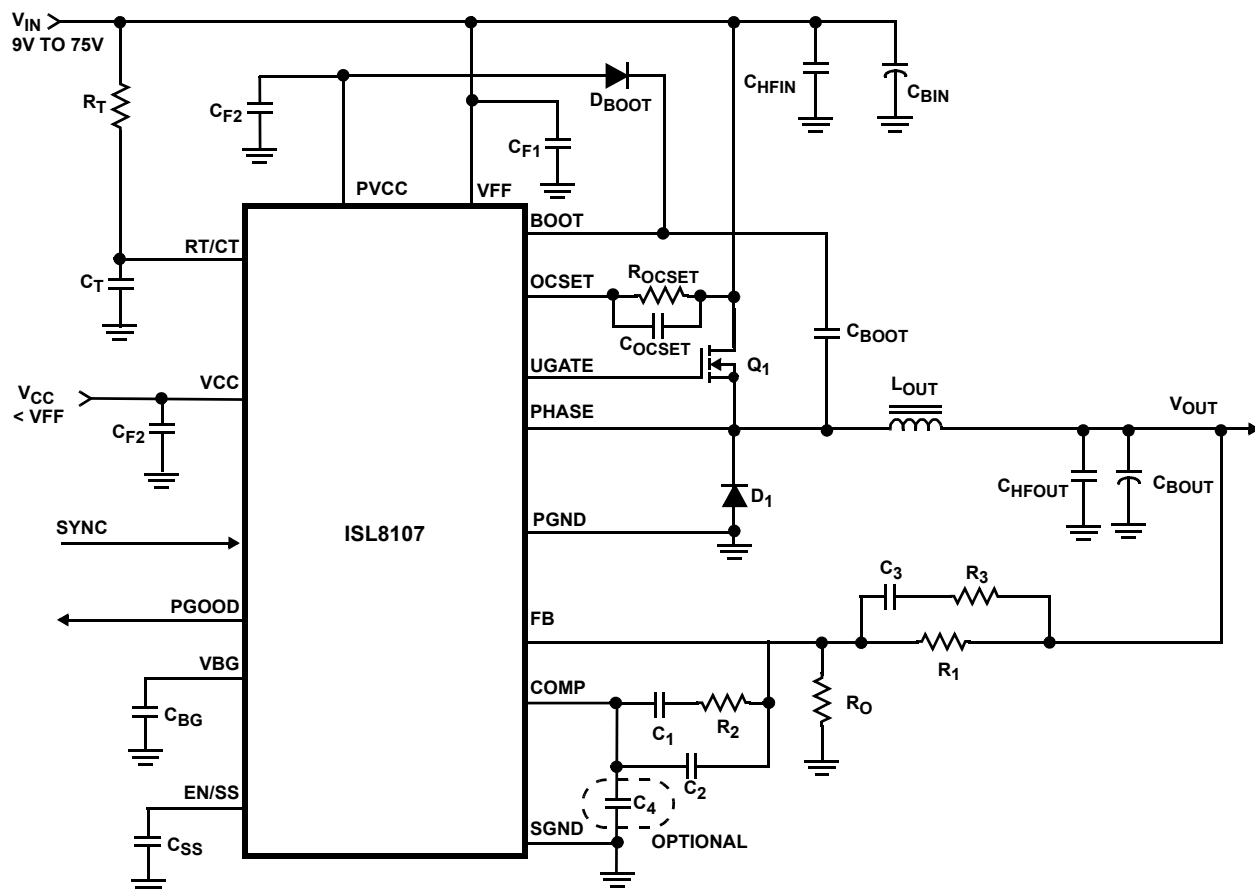 VIN
9V TO 75V
RT
CF2
DBOOT
CHFIN
CBIN
CF1
PVCC
VFF
BOOT
RT/CT
CT
OCSET
ROCSET
COCSET
CBOOT
UGATE
Q1
VCC
VCC
< VFF
CF2
PHASE
LOUT
VOUT
CHFOUT
CBOUT
D1
PGND
SYNC
ISL8107
C3
R3
PGOOD
FB
R1
VBG
CBG
COMP
C1
R2
RO
C2
EN/SS
CSS
C4
SGND
OPTIONAL